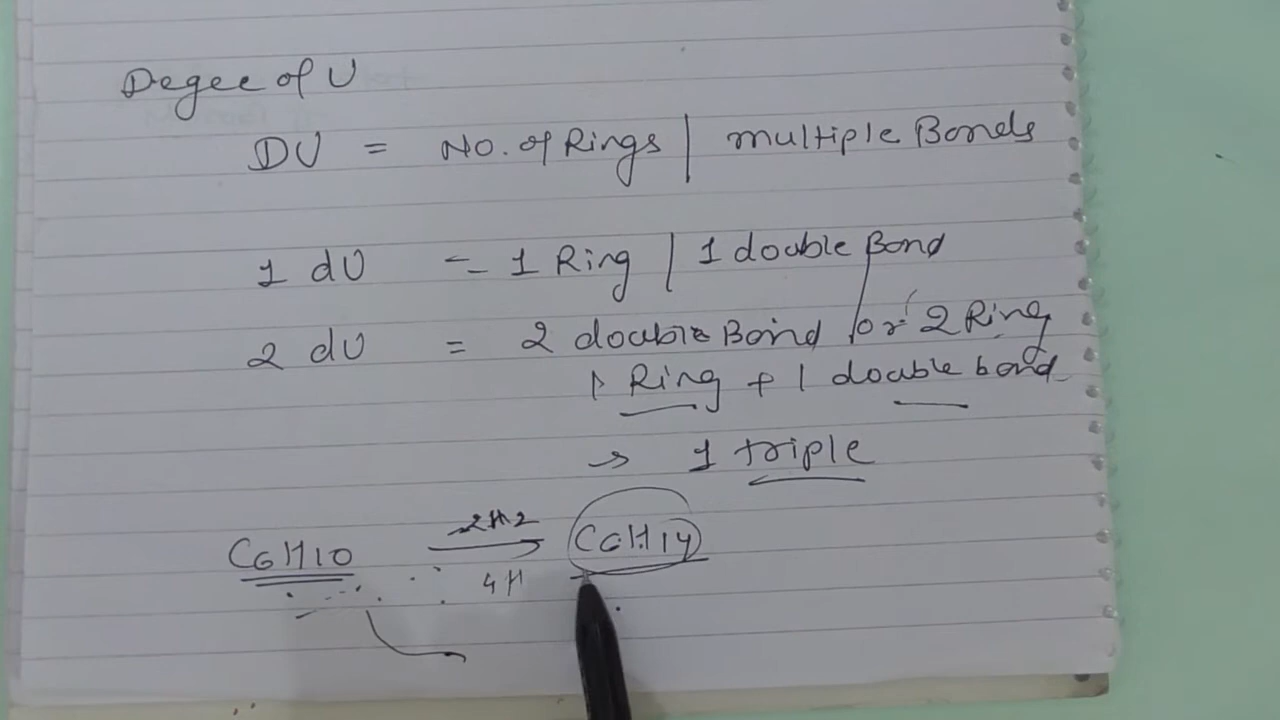 Degee of U
DU = No. of Rings | multiple Bonds
1 dU = 1 Ring | 1 double Bond
2 dU = 2 double Bond or 2 Ring
1 Ring + 1 double bond
→ 1 triple
2H2
C6H10 → C6H14
4H